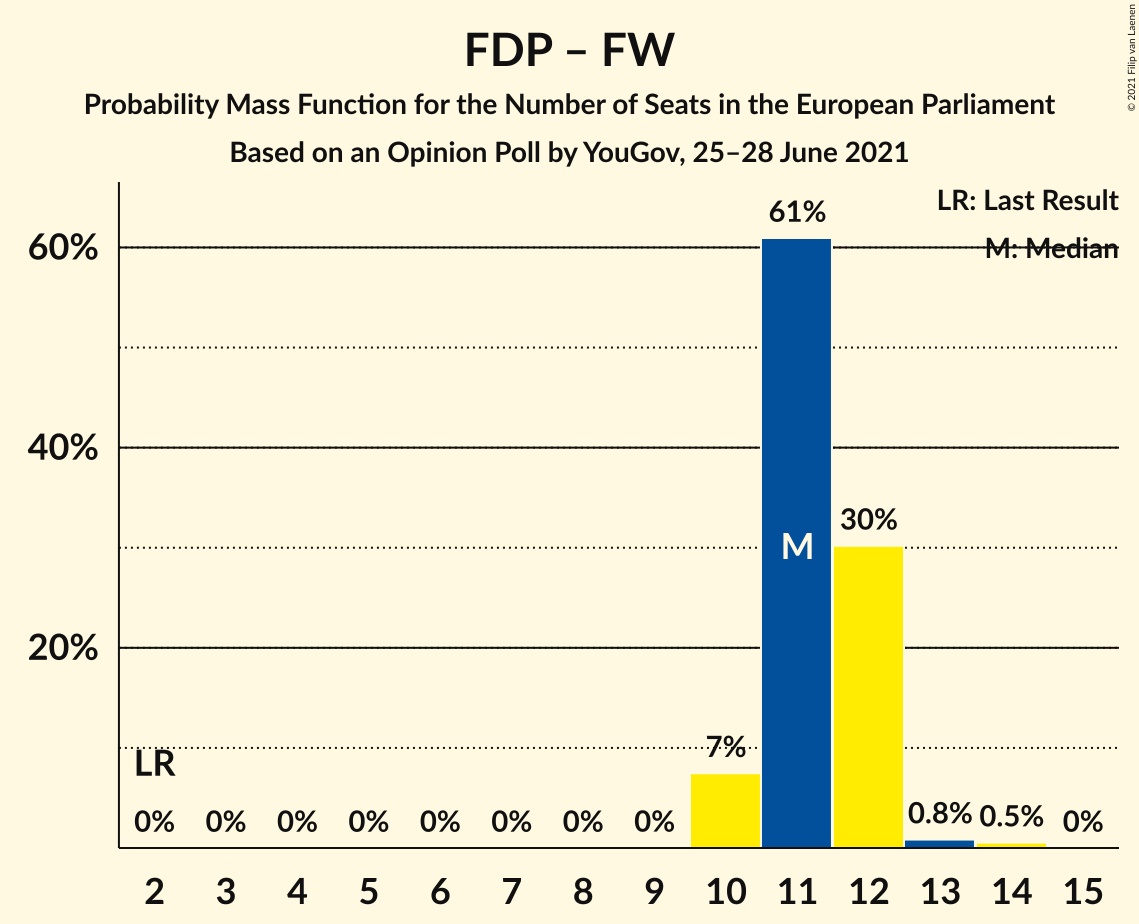 FDP – FW
Probability Mass Function for the Number of Seats in the European Parliament
Based on an Opinion Poll by YouGov, 25–28 June 2021
© 2021 Filip van Laenen
LR: Last Result
M: Median
60%
40%
20%
61%
30%
M
7%
LR
0% 0% 0% 0% 0% 0% 0% 0% 0.8% 0.5% 0%
2 3 4 5 6 7 8 9 10 11 12 13 14 15